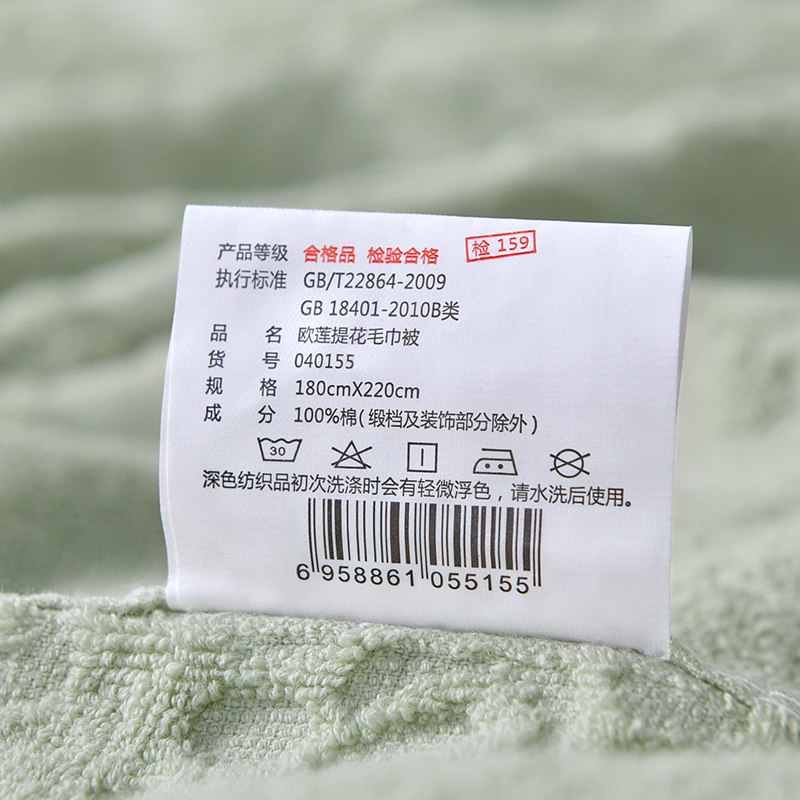 产品等级 合格品 检验合格 检 159
执行标准 GB/T22864-2009
GB 18401-2010B类
品 名 欧莲提花毛巾被
货 号 040155
规 格 180cmX220cm
成 分 100%棉(缎档及装饰部分除外)
30
深色纺织品初次洗涤时会有轻微浮色，请水洗后使用。
6 958861 055155